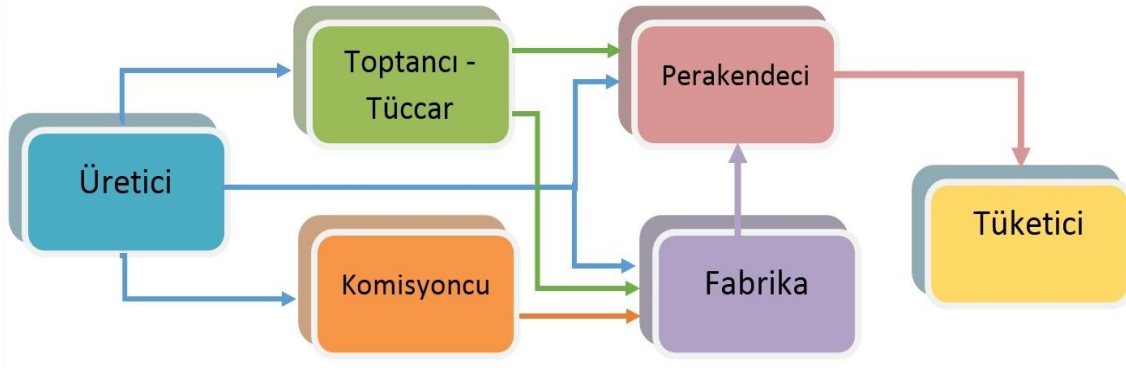 Toptancı -
Tüccar
Perakendeci
Üretici
Tüketici
Komisyoncu
Fabrika